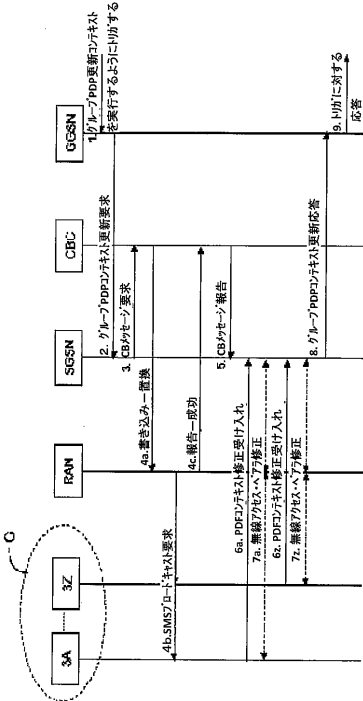 G
3A
3Z
RAN
SGSN
CBC
GGSN
1. グループPDP更新コンテキスト
を実行するようにトリガする
2. グループPDPコンテキスト更新要求
3. CBメッセージ要求
4a.書き込み－置換
4b.SMSブロードキャスト要求
4c.報告－成功
5. CBメッセージ報告
6a. PDFコンテキスト修正受け入れ
7a. 無線アクセス・ベアラ修正
6z. PDFコンテキスト修正受け入れ
7z. 無線アクセス・ベアラ修正
8. グループPDPコンテキスト更新応答
9. トリガに対する
応答